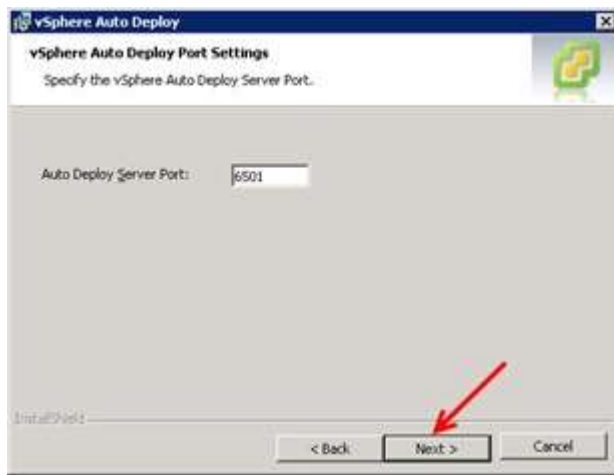 vSphere Auto Deploy
vSphere Auto Deploy Port Settings
Specify the vSphere Auto Deploy Server Port.
Auto Deploy Server Port: 6501
InstallShield
< Back Next > Cancel